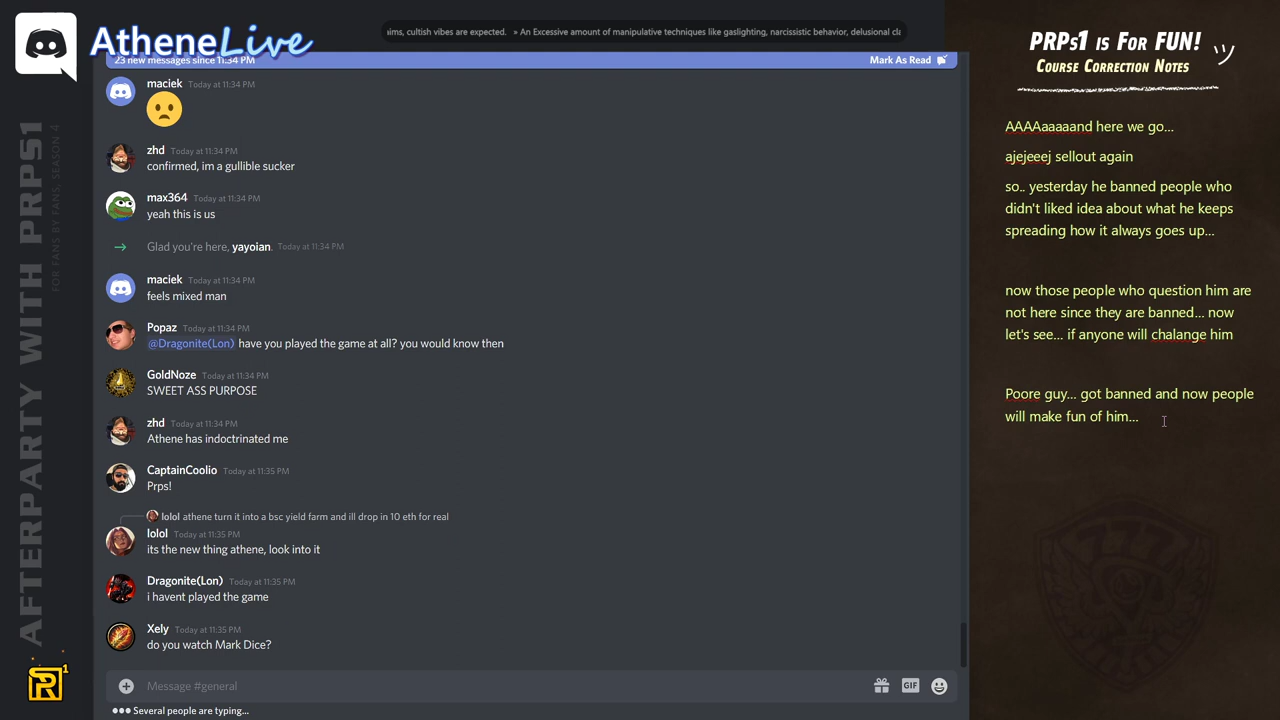 AtheneLive
aims, cultish vibes are expected. » An Excessive amount of manipulative techniques like gaslighting, narcissistic behavior, delusional cla
AFTERPARTY WITH PRPS1
FOR FANS BY FANS, SEASON 4
23 new messages since 11:34 PM
Mark As Read
maciek Today at 11:34 PM
zhd Today at 11:34 PM
confirmed, im a gullible sucker
max364 Today at 11:34 PM
yeah this is us
Glad you're here, yayoian. Today at 11:34 PM
maciek Today at 11:34 PM
feels mixed man
Popaz Today at 11:34 PM
@Dragonite(Lon) have you played the game at all? you would know then
GoldNoze Today at 11:34 PM
SWEET ASS PURPOSE
zhd Today at 11:34 PM
Athene has indoctrinated me
CaptainCoolio Today at 11:35 PM
Prps!
lolol athene turn it into a bsc yield farm and ill drop in 10 eth for real
lolol Today at 11:35 PM
its the new thing athene, look into it
Dragonite(Lon) Today at 11:35 PM
i havent played the game
Xely Today at 11:35 PM
do you watch Mark Dice?
Message #general
GIF
Several people are typing...
R1
PRPs1 is For FUN!
Course Correction Notes
ツ
AAAAaaaaand here we go...
ajejeeej sellout again
so.. yesterday he banned people who
didn't liked idea about what he keeps
spreading how it always goes up...
now those people who question him are
not here since they are banned... now
let's see... if anyone will chalange him
Poore guy... got banned and now people
will make fun of him...